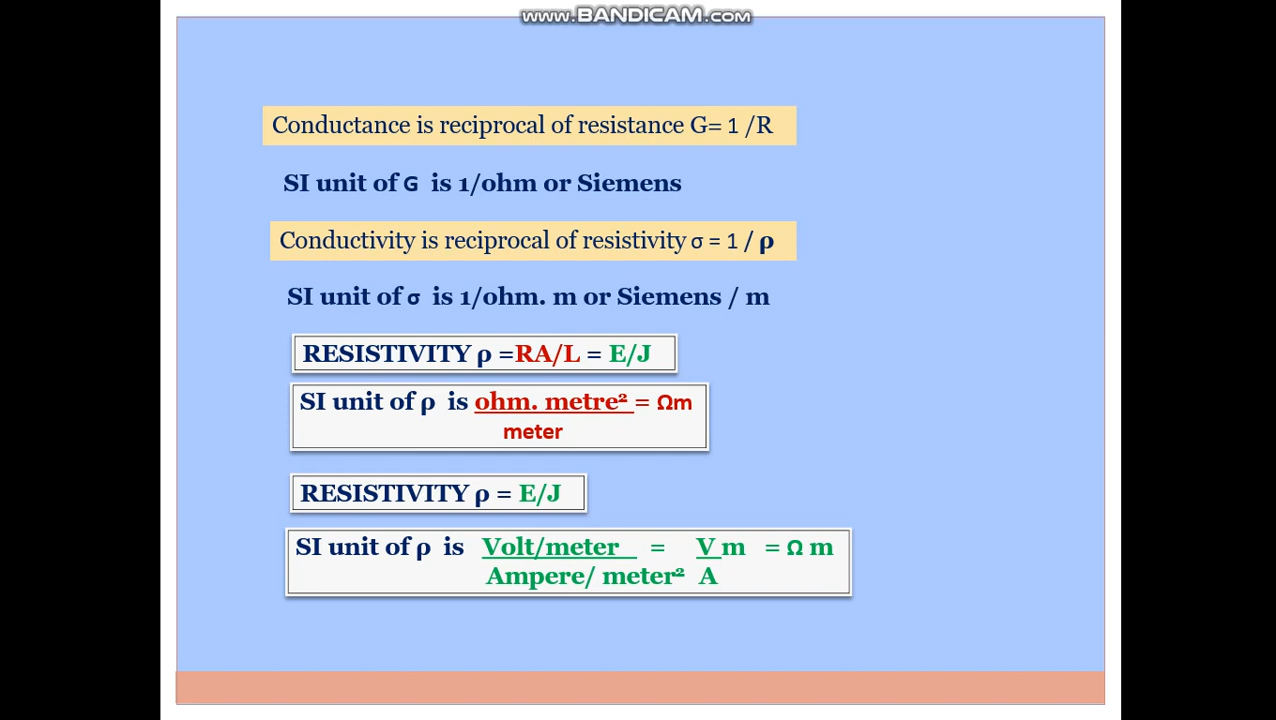 www.BANDICAM.com
Conductance is reciprocal of resistance G= 1 /R
SI unit of G is 1/ohm or Siemens
Conductivity is reciprocal of resistivity σ = 1 / ρ
SI unit of σ is 1/ohm. m or Siemens / m
RESISTIVITY ρ =RA/L = E/J
SI unit of ρ is ohm. metre² = Ωm
meter
RESISTIVITY ρ = E/J
SI unit of ρ is Volt/meter = V m = Ω m
Ampere/ meter² A